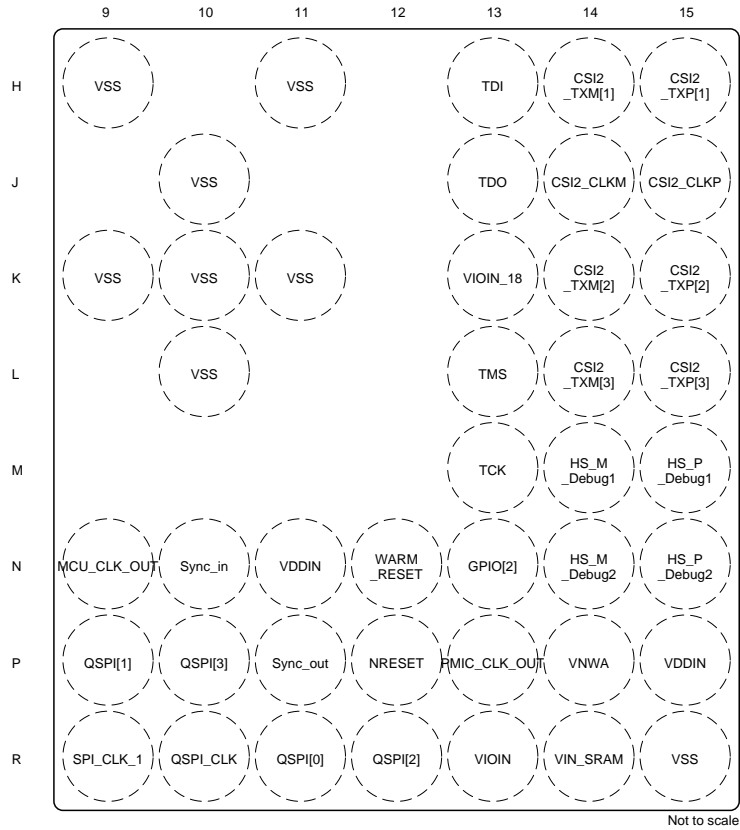 9 10 11 12 13 14 15
H VSS VSS TDI CSI2 _TXM[1] CSI2 _TXP[1]
J VSS TDO CSI2_CLKM CSI2_CLKP
K VSS VSS VSS VIOIN_18 CSI2 _TXM[2] CSI2 _TXP[2]
L VSS TMS CSI2 _TXM[3] CSI2 _TXP[3]
M TCK HS_M _Debug1 HS_P _Debug1
N MCU_CLK_OUT Sync_in VDDIN WARM _RESET GPIO[2] HS_M _Debug2 HS_P _Debug2
P QSPI[1] QSPI[3] Sync_out NRESET PMIC_CLK_OUT VNWA VDDIN
R SPI_CLK_1 QSPI_CLK QSPI[0] QSPI[2] VIOIN VIN_SRAM VSS
Not to scale